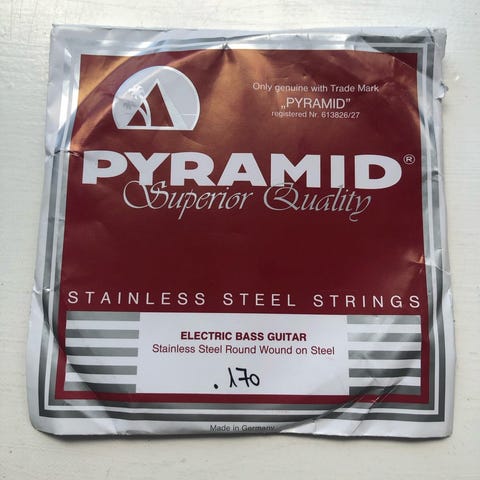 Only genuine with Trade Mark
„PYRAMID”
registered Nr. 613826/27
PYRAMID®
Superior Quality
STAINLESS STEEL STRINGS
ELECTRIC BASS GUITAR
Stainless Steel Round Wound on Steel
.170
Made in Germany